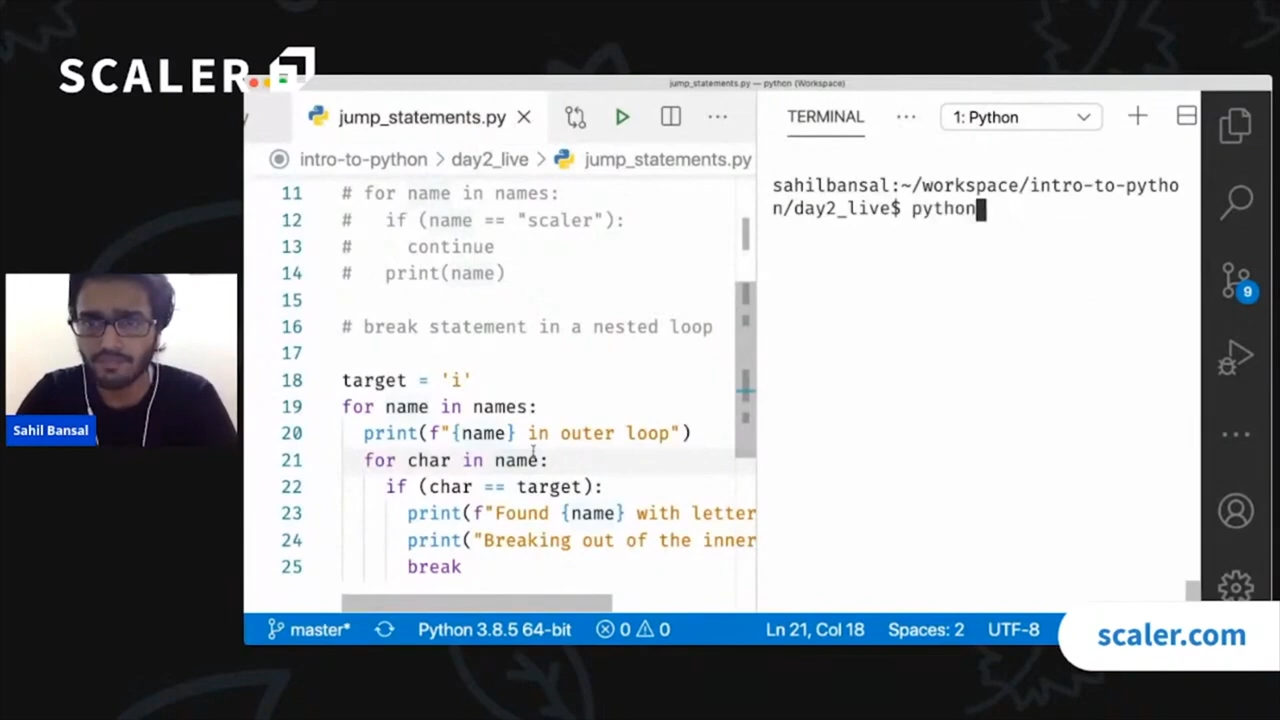 SCALER
jump_statements.py — python (Workspace)
jump_statements.py
intro-to-python > day2_live > jump_statements.py
11 # for name in names:
12 #   if (name == "scaler"):
13 #     continue
14 #   print(name)
15
16 # break statement in a nested loop
17
18 target = 'i'
19 for name in names:
20   print(f"{name} in outer loop")
21   for char in name:
22     if (char == target):
23       print(f"Found {name} with letter
24       print("Breaking out of the inner
25       break
TERMINAL
1: Python
sahilbansal:~/workspace/intro-to-pytho
n/day2_live$ python
9
Sahil Bansal
master*
Python 3.8.5 64-bit
0
0
Ln 21, Col 18
Spaces: 2
UTF-8
scaler.com